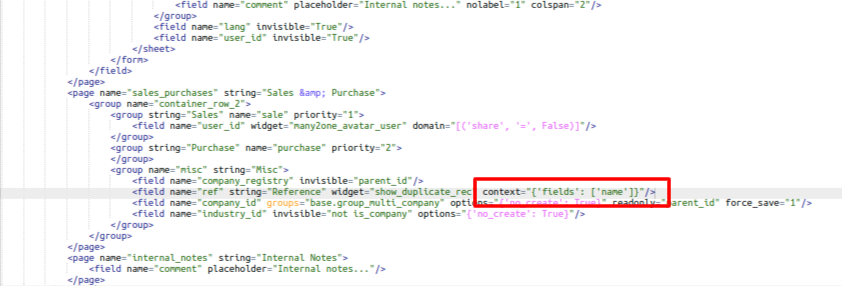 <field name="comment" placeholder="Internal notes..." nolabel="1" colspan="2"/>
</group>
<field name="lang" invisible="True"/>
<field name="user_id" invisible="True"/>
</sheet>
</form>
</field>
</page>
<page name="sales_purchases" string="Sales &amp; Purchase">
<group name="container_row_2">
<group string="Sales" name="sale" priority="1">
<field name="user_id" widget="many2one_avatar_user" domain="[('share', '=', False)]"/>
</group>
<group string="Purchase" name="purchase" priority="2">
</group>
<group name="misc" string="Misc">
<field name="company_registry" invisible="parent_id"/>
<field name="ref" string="Reference" widget="show_duplicate_rec context="{'fields': ['name']}"/>
<field name="company_id" groups="base.group_multi_company" options="{'no_create': True}" readonly="parent_id" force_save="1"/>
<field name="industry_id" invisible="not is_company" options="{'no_create': True}"/>
</group>
</group>
</page>
<page name="internal_notes" string="Internal Notes">
<field name="comment" placeholder="Internal notes..."/>
</page>